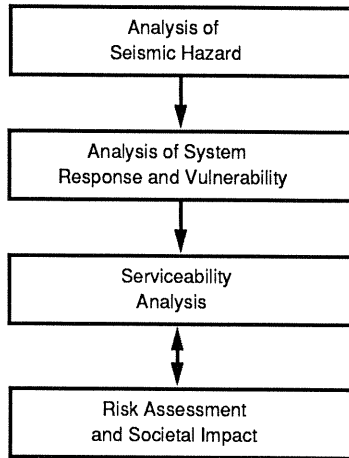 Analysis of
Seismic Hazard
Analysis of System
Response and Vulnerability
Serviceability
Analysis
Risk Assessment
and Societal Impact